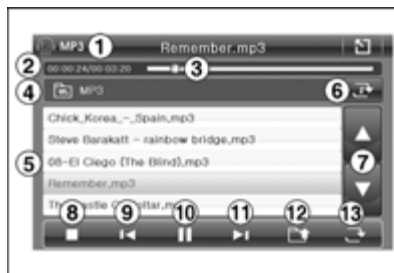 MP3 1 Remember.mp3
2 00:00:24/00:03:20 3
4 MP3 6
Chick_Korea_-_Spain.mp3
Steve Barakatt - rainbow bridge.mp3
5 08-El Ciego (The Blind).mp3 7
Remember.mp3
8 9 10 11 12 13